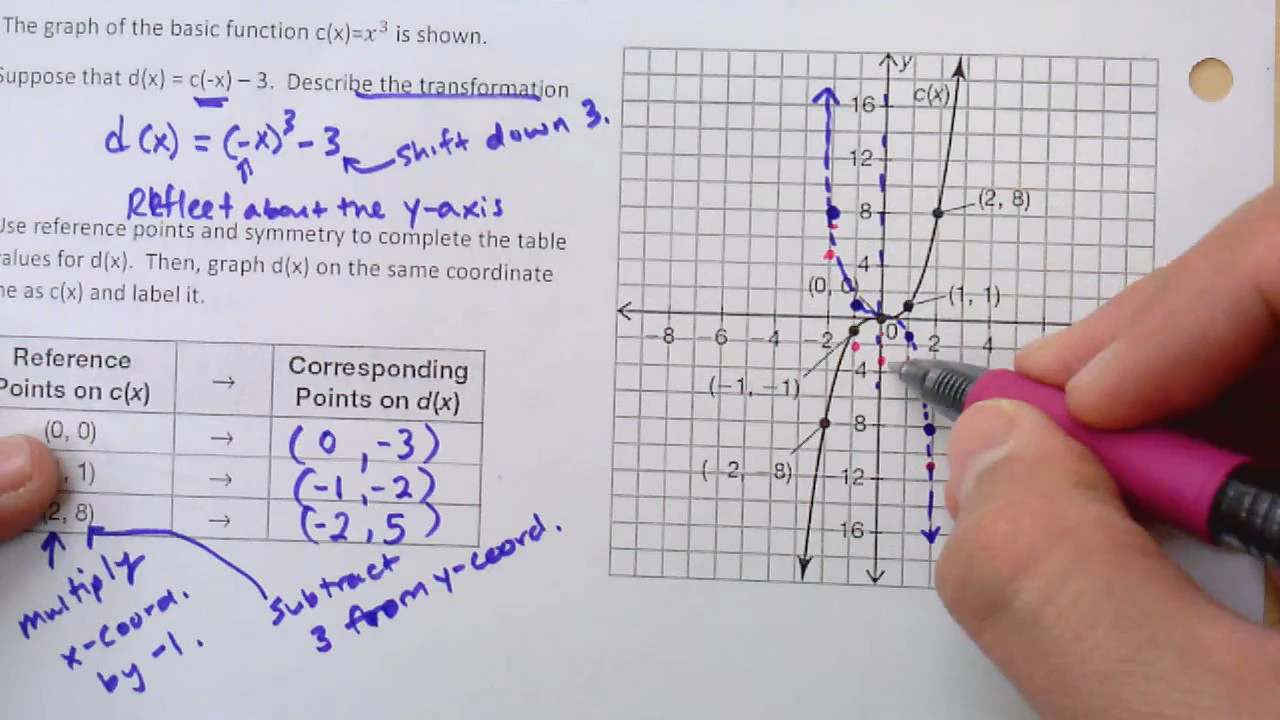 The graph of the basic function c(x)=x³ is shown.
Suppose that d(x) = c(-x) – 3. Describe the transformation
d(x) = (-x)³ - 3 shift down 3.
Reflect about the y-axis
Use reference points and symmetry to complete the table
alues for d(x). Then, graph d(x) on the same coordinate
ne as c(x) and label it.
Reference Points on c(x) → Corresponding Points on d(x)
(0, 0) → (0, -3)
, 1) → (-1, -2)
2, 8) → (-2, 5)
multiply x-coord. by -1.
subtract 3 from y-coord.
y
c(x)
16
12
(2, 8)
8
4
(0, 0
(1, 1)
-8 -6 -4 -2 0 2 4
(-1, -1)
-4
8
(-2, -8)
-12
16